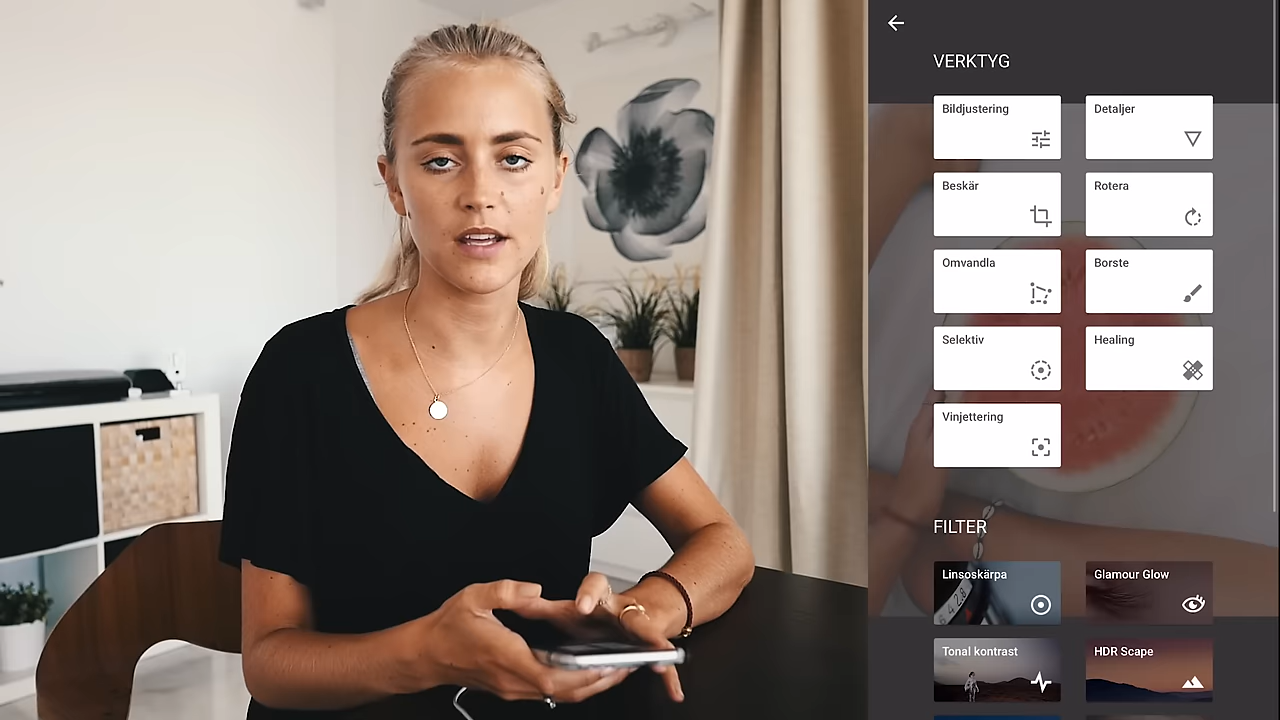 VERKTYG
Bildjustering
Detaljer
Beskär
Rotera
Omvandla
Borste
Selektiv
Healing
Vinjettering
FILTER
Linsoskärpa
Glamour Glow
Tonal kontrast
HDR Scape